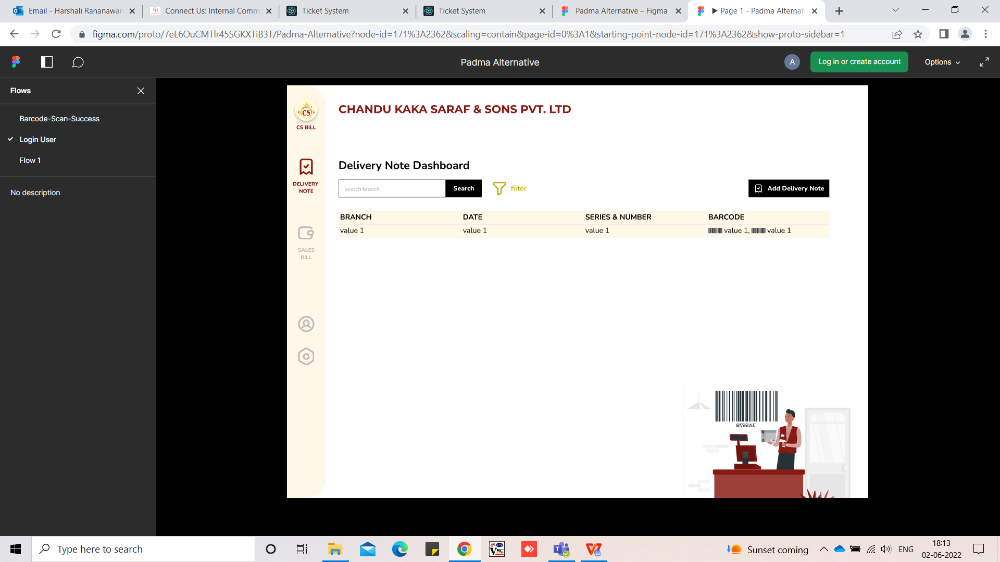 Email - Harshali Rananaware
Connect Us: Internal Comm
Ticket System
Ticket System
Padma Alternative – Figma
Page 1 - Padma Alternati
figma.com/proto/7eL6OuCMTlr45SGKXTiB3T/Padma-Alternative?node-id=171%3A2362&scaling=contain&page-id=0%3A1&starting-point-node-id=171%3A2362&show-proto-sidebar=1
Padma Alternative
A
Log in or create account
Options
Flows
Barcode-Scan-Success
Login User
Flow 1
No description
CS
CS BILL
CHANDU KAKA SARAF & SONS PVT. LTD
DELIVERY
NOTE
SALES
BILL
Delivery Note Dashboard
search branch
Search
filter
Add Delivery Note
BRANCH DATE SERIES & NUMBER BARCODE
value 1 value 1 value 1 value 1, value 1
3A567B
Type here to search
VNC
Sunset coming
ENG
18:13
02-06-2022